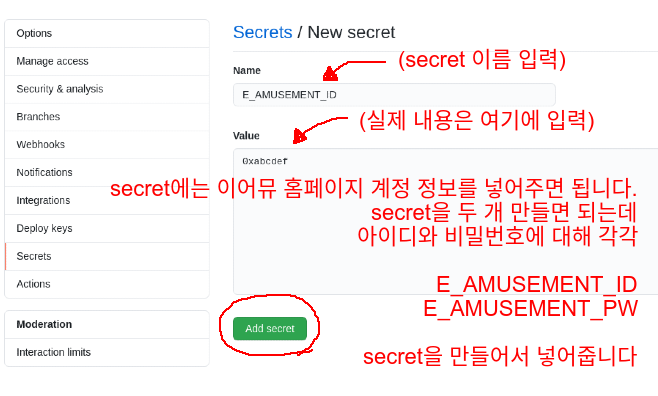 Options
Manage access
Security & analysis
Branches
Webhooks
Notifications
Integrations
Deploy keys
Secrets
Actions
Moderation
Interaction limits
Secrets / New secret
(secret 이름 입력)
Name
E_AMUSEMENT_ID
(실제 내용은 여기에 입력)
Value
0xabcdef
secret에는 이어뮤 홈페이지 계정 정보를 넣어주면 됩니다.
secret을 두 개 만들면 되는데
아이디와 비밀번호에 대해 각각
E_AMUSEMENT_ID
E_AMUSEMENT_PW
secret을 만들어서 넣어줍니다
Add secret